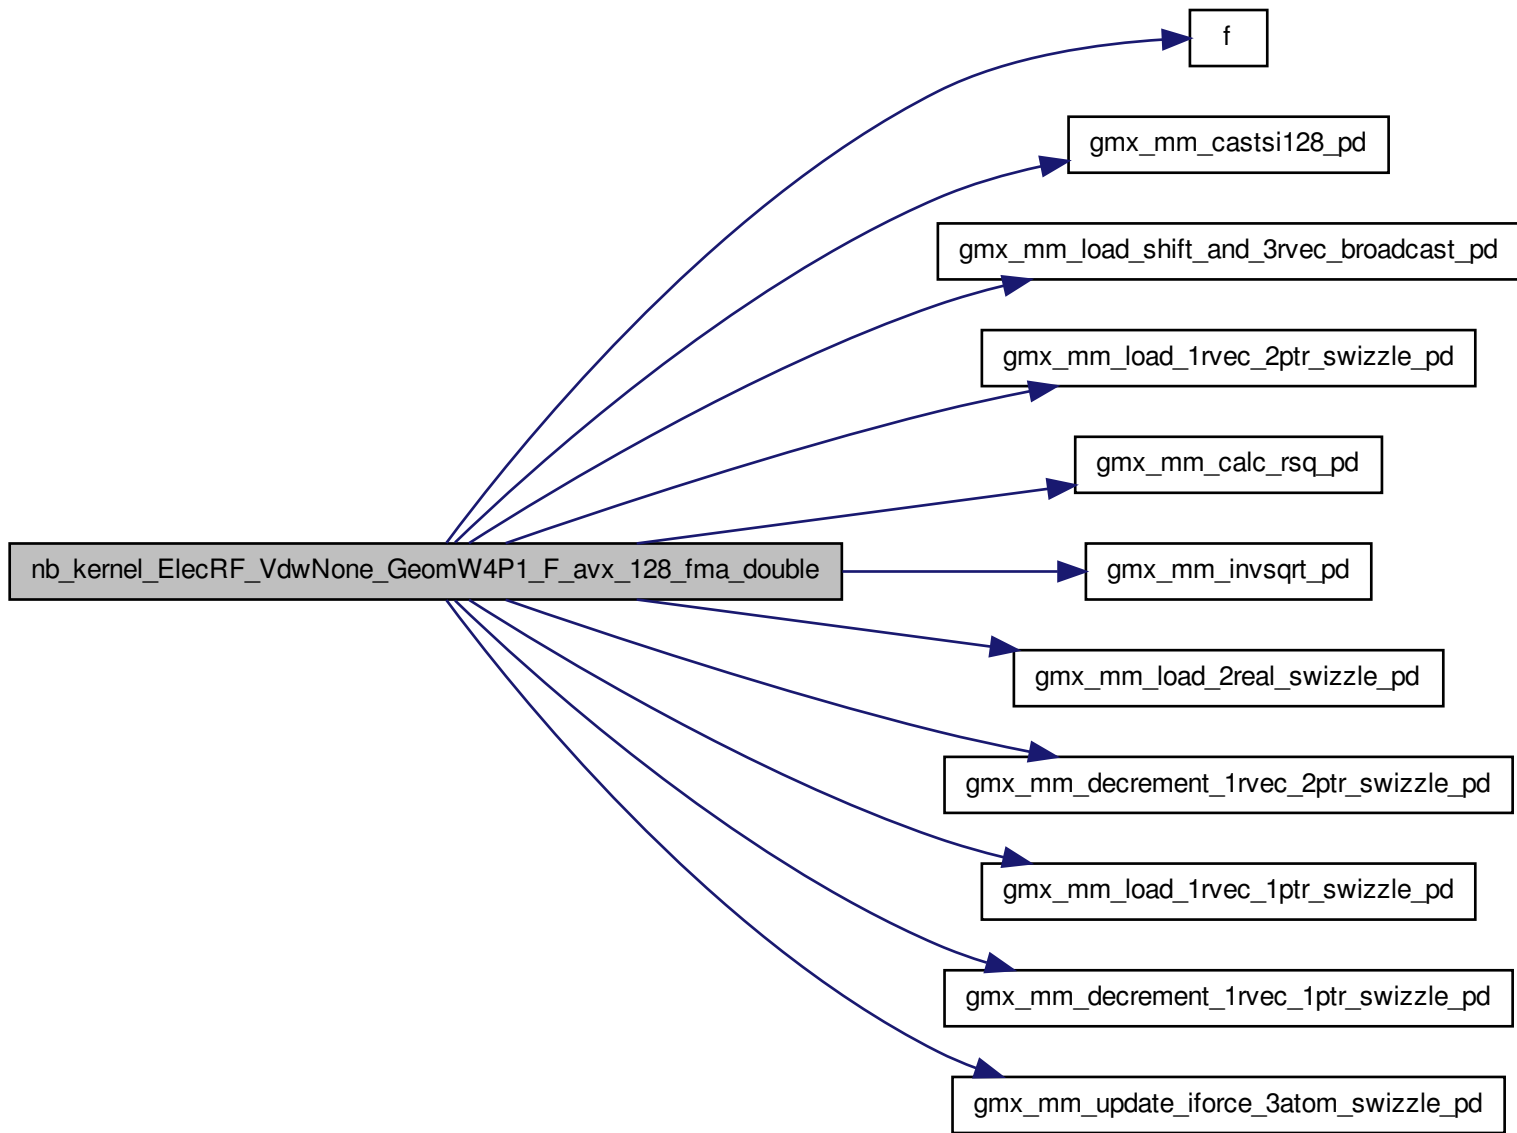 f
gmx_mm_castsi128_pd
gmx_mm_load_shift_and_3rvec_broadcast_pd
gmx_mm_load_1rvec_2ptr_swizzle_pd
gmx_mm_calc_rsq_pd
nb_kernel_ElecRF_VdwNone_GeomW4P1_F_avx_128_fma_double
gmx_mm_invsqrt_pd
gmx_mm_load_2real_swizzle_pd
gmx_mm_decrement_1rvec_2ptr_swizzle_pd
gmx_mm_load_1rvec_1ptr_swizzle_pd
gmx_mm_decrement_1rvec_1ptr_swizzle_pd
gmx_mm_update_iforce_3atom_swizzle_pd